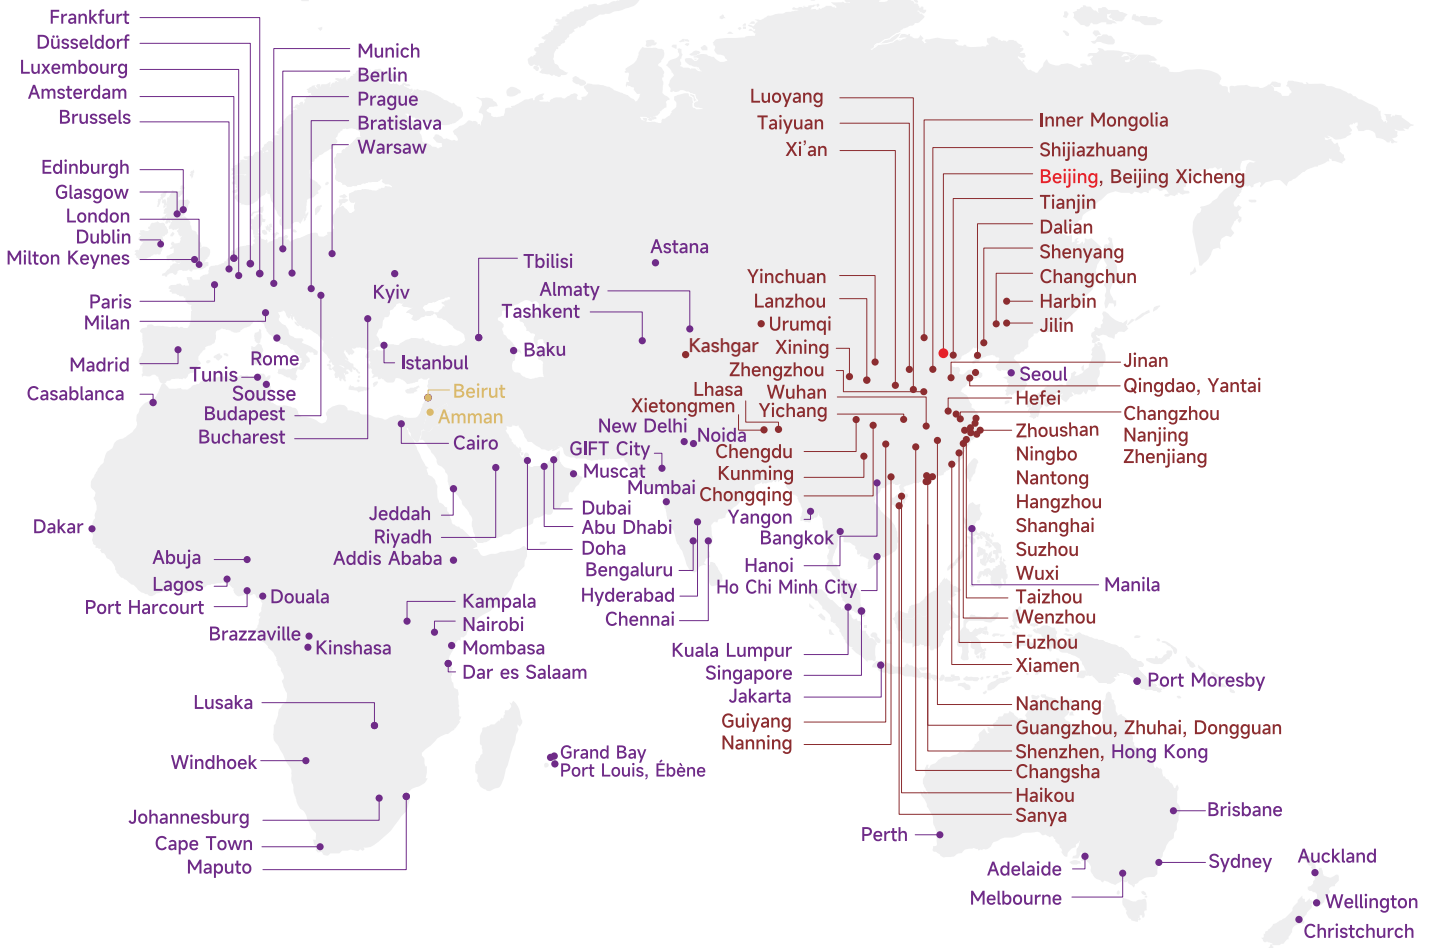 Frankfurt
Düsseldorf
Luxembourg
Amsterdam
Brussels
Munich
Berlin
Prague
Bratislava
Warsaw
Edinburgh
Glasgow
London
Dublin
Milton Keynes
Paris
Milan
Madrid
Casablanca
Rome
Tunis
Sousse
Budapest
Bucharest
Kyiv
Istanbul
Beirut
Amman
Cairo
Tbilisi
Almaty
Tashkent
Baku
Astana
Luoyang
Taiyuan
Xi’an
Inner Mongolia
Shijiazhuang
Beijing, Beijing Xicheng
Tianjin
Dalian
Shenyang
Changchun
Harbin
Jilin
Yinchuan
Lanzhou
Urumqi
Kashgar
Xining
Zhengzhou
Lhasa
Wuhan
Xietongmen
Yichang
Jinan
Seoul
Qingdao, Yantai
Hefei
Changzhou
Nanjing
Zhenjiang
Zhoushan
Ningbo
Nantong
Hangzhou
Shanghai
Suzhou
Wuxi
Taizhou
Wenzhou
Fuzhou
Xiamen
Manila
New Delhi
Noida
GIFT City
Chengdu
Muscat
Mumbai
Kunming
Chongqing
Dubai
Abu Dhabi
Doha
Yangon
Bangkok
Bengaluru
Hanoi
Hyderabad
Ho Chi Minh City
Chennai
Jeddah
Riyadh
Addis Ababa
Dakar
Abuja
Lagos
Port Harcourt
Douala
Brazzaville
Kinshasa
Kampala
Nairobi
Mombasa
Dar es Salaam
Kuala Lumpur
Singapore
Jakarta
Guiyang
Nanning
Port Moresby
Nanchang
Guangzhou, Zhuhai, Dongguan
Shenzhen, Hong Kong
Changsha
Haikou
Sanya
Lusaka
Windhoek
Johannesburg
Cape Town
Maputo
Grand Bay
Port Louis, Ébène
Perth
Adelaide
Melbourne
Brisbane
Sydney
Auckland
Wellington
Christchurch